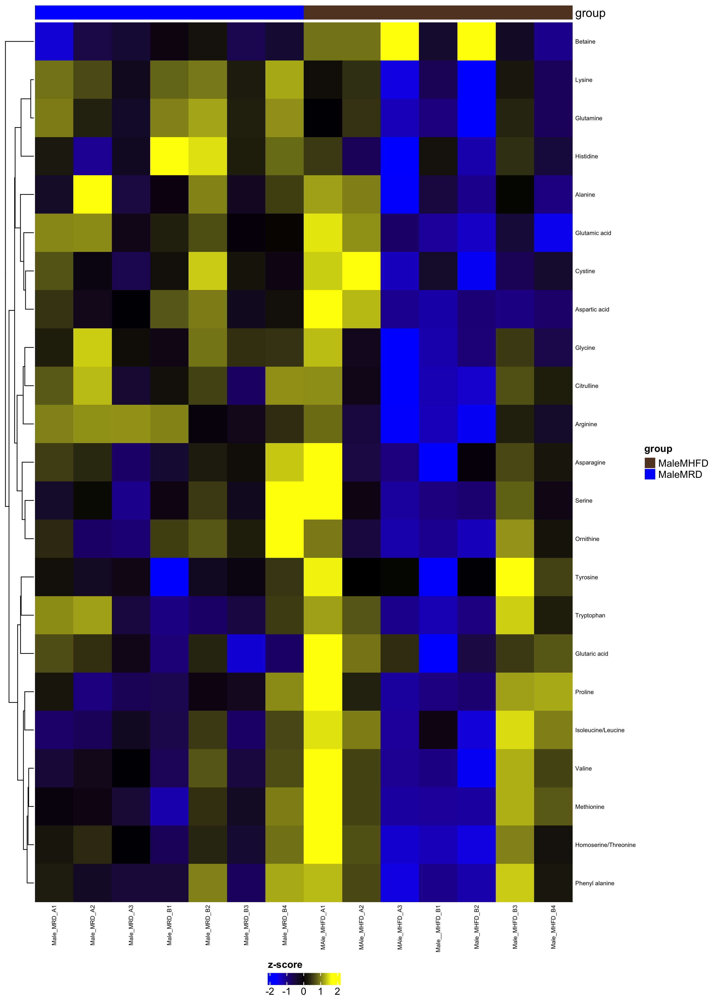 group
Betaine
Lysine
Glutamine
Histidine
Alanine
Glutamic acid
Cystine
Aspartic acid
Glycine
Citrulline
Arginine
Asparagine
Serine
Ornithine
Tyrosine
Tryptophan
Glutaric acid
Proline
Isoleucine/Leucine
Valine
Methionine
Homoserine/Threonine
Phenyl alanine
group
MaleMHFD
MaleMRD
Male_MRD_A1
Male_MRD_A2
Male_MRD_A3
Male_MRD_B1
Male_MRD_B2
Male_MRD_B3
Male_MRD_B4
MAle_MHFD_A1
MAle_MHFD_A2
MAle_MHFD_A3
Male__MHFD_B1
Male_MHFD_B2
Male_MHFD_B3
Male_MHFD_B4
z-score
-2 -1 0 1 2